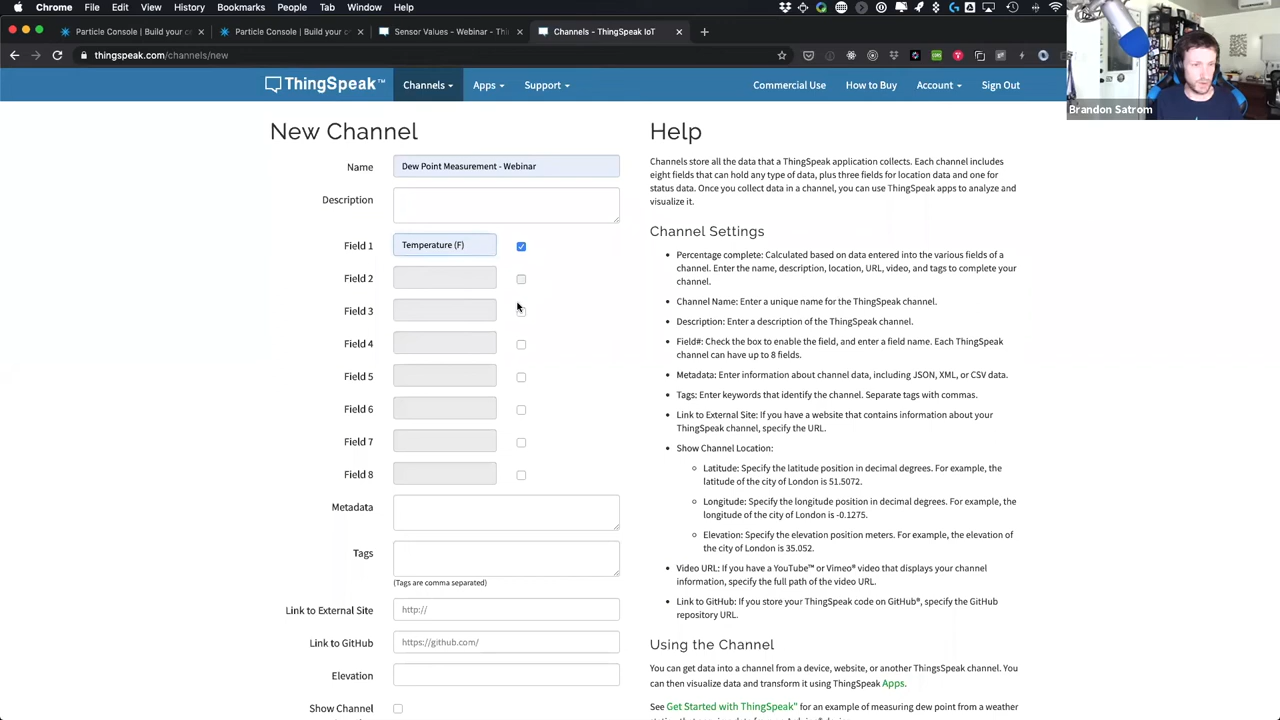 Chrome File Edit View History Bookmarks People Tab Window Help
Particle Console | Build your c
Particle Console | Build your c
Sensor Values - Webinar - Thi
Channels - ThingSpeak IoT
thingspeak.com/channels/new
ThingSpeak™
Channels
Apps
Support
Commercial Use
How to Buy
Account
Sign Out
Brandon Satrom
New Channel
Name
Dew Point Measurement - Webinar
Description
Field 1
Temperature (F)
Field 2
Field 3
Field 4
Field 5
Field 6
Field 7
Field 8
Metadata
Tags
(Tags are comma separated)
Link to External Site
http://
Link to GitHub
https://github.com/
Elevation
Show Channel
Help
Channels store all the data that a ThingSpeak application collects. Each channel includes
eight fields that can hold any type of data, plus three fields for location data and one for
status data. Once you collect data in a channel, you can use ThingSpeak apps to analyze and
visualize it.
Channel Settings
Percentage complete: Calculated based on data entered into the various fields of a
channel. Enter the name, description, location, URL, video, and tags to complete your
channel.
Channel Name: Enter a unique name for the ThingSpeak channel.
Description: Enter a description of the ThingSpeak channel.
Field#: Check the box to enable the field, and enter a field name. Each ThingSpeak
channel can have up to 8 fields.
Metadata: Enter information about channel data, including JSON, XML, or CSV data.
Tags: Enter keywords that identify the channel. Separate tags with commas.
Link to External Site: If you have a website that contains information about your
ThingSpeak channel, specify the URL.
Show Channel Location:
Latitude: Specify the latitude position in decimal degrees. For example, the
latitude of the city of London is 51.5072.
Longitude: Specify the longitude position in decimal degrees. For example, the
longitude of the city of London is -0.1275.
Elevation: Specify the elevation position meters. For example, the elevation of
the city of London is 35.052.
Video URL: If you have a YouTube™ or Vimeo® video that displays your channel
information, specify the full path of the video URL.
Link to GitHub: If you store your ThingSpeak code on GitHub®, specify the GitHub
repository URL.
Using the Channel
You can get data into a channel from a device, website, or another ThingsSpeak channel. You
can then visualize data and transform it using ThingSpeak Apps.
See Get Started with ThingSpeak™ for an example of measuring dew point from a weather